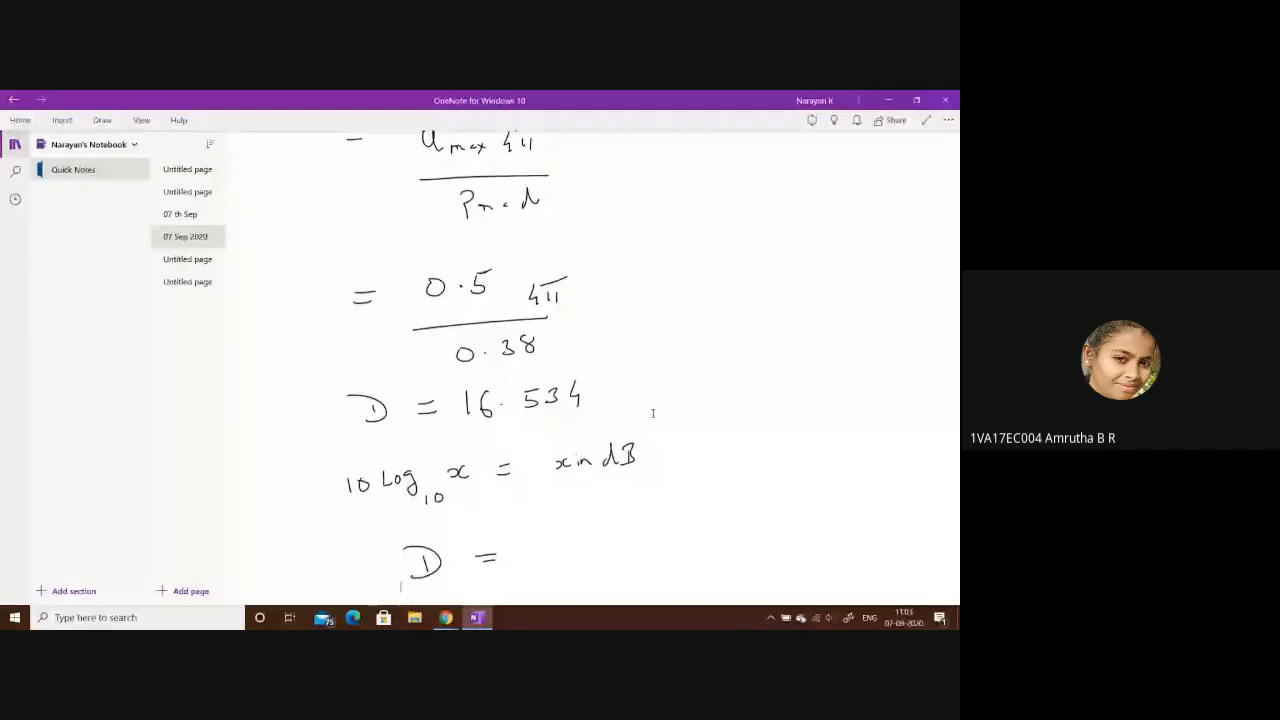 OneNote for Windows 10
Narayan K
Home Insert Draw View Help
Share
Narayan's Notebook
Quick Notes
Untitled page
Untitled page
07 th Sep
07 Sep 2020
Untitled page
Untitled page
= Umax 4π
Prad
= 0.5 4π
0.38
D = 16.534
10 Log10 x = x in dB
D =
1VA17EC004 Amrutha B R
+ Add section
+ Add page
Type here to search
75
ENG
11:03
07-09-2020